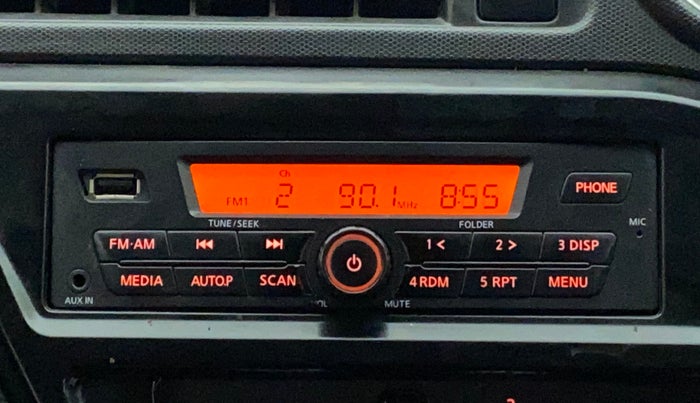 Ch
FM1 2 90.1 MHz 8:55
PHONE
TUNE/SEEK FOLDER MIC
FM·AM 1 < 2 > 3 DISP
MEDIA AUTO.P SCAN 4 RDM 5 RPT MENU
AUX IN MUTE